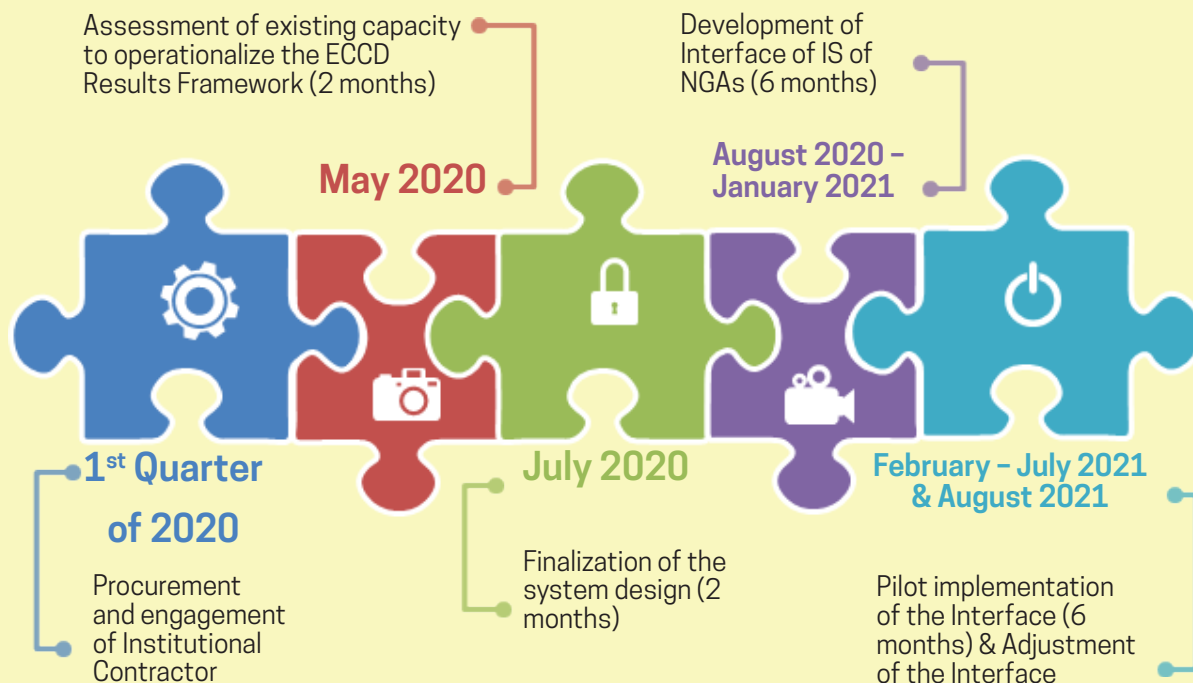 Assessment of existing capacity
to operationalize the ECCD
Results Framework (2 months)
May 2020
Development of
Interface of IS of
NGAs (6 months)
August 2020 –
January 2021
1st Quarter
of 2020
Procurement
and engagement
of Institutional
Contractor
July 2020
Finalization of the
system design (2
months)
February – July 2021
& August 2021
Pilot implementation
of the Interface (6
months) & Adjustment
of the Interface